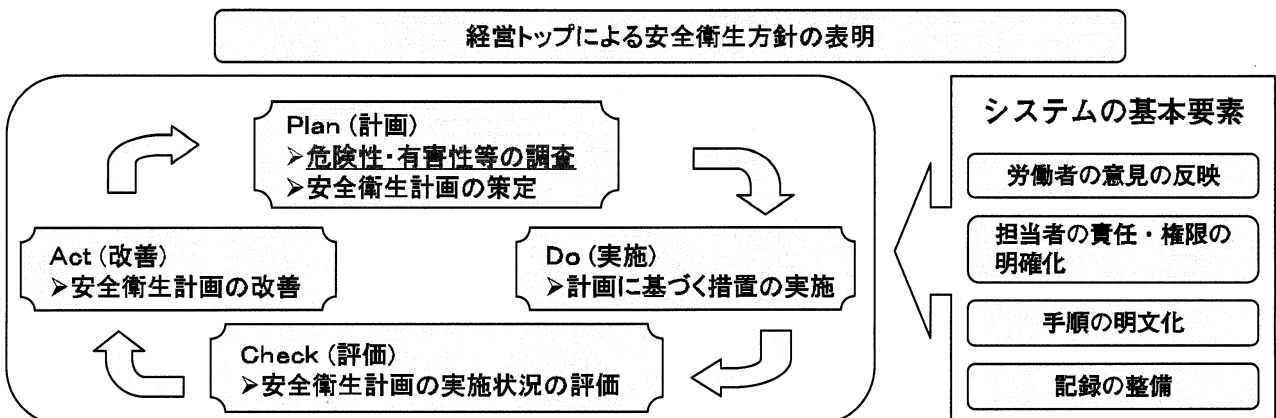 経営トップによる安全衛生方針の表明
Plan (計画)
➢危険性・有害性等の調査
➢安全衛生計画の策定
Act (改善)
➢安全衛生計画の改善
Do (実施)
➢計画に基づく措置の実施
Check (評価)
➢安全衛生計画の実施状況の評価
システムの基本要素
労働者の意見の反映
担当者の責任・権限の
明確化
手順の明文化
記録の整備